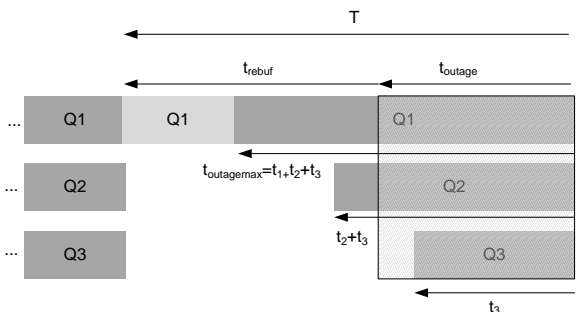 T
t_rebuf t_outage
... Q1 Q1 Q1
t_outagemax=t_1+t_2+t_3
... Q2 Q2
t_2+t_3
... Q3 Q3
t_3